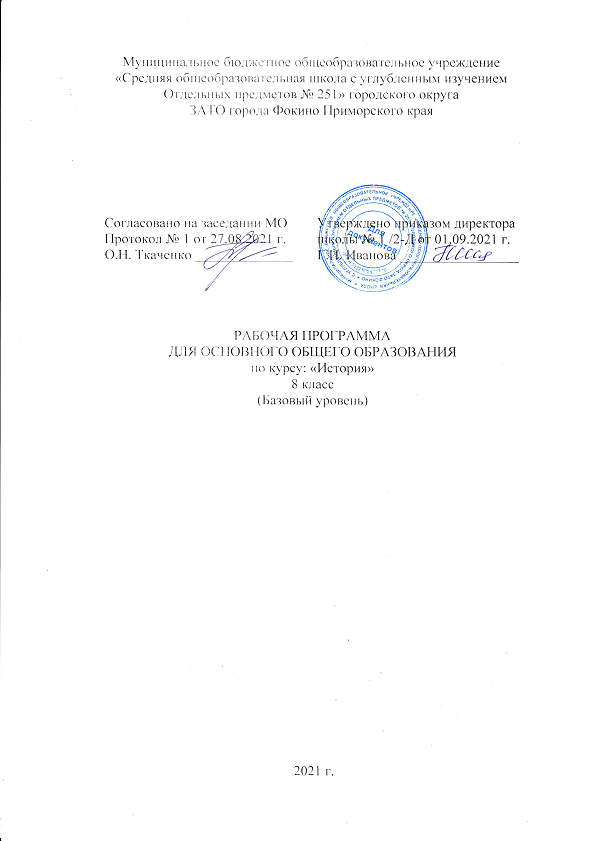 Муниципальное бюджетное общеобразовательное учреждение
«Средняя общеобразовательная школа с углубленным изучением
Отдельных предметов № 251» городского округа
ЗАТО города Фокино Приморского края
Согласовано на заседании МО
Протокол № 1 от 27.08.2021 г.
О.Н. Ткаченко
Утверждено приказом директора
школы № 1 /2-Д от 01.09.2021 г.
Иванова
Для
документов
РАБОЧАЯ ПРОГРАММА
ДЛЯ ОСНОВНОГО ОБЩЕГО ОБРАЗОВАНИЯ
по курсу: «История»
8 класс
(Базовый уровень)
2021 г.